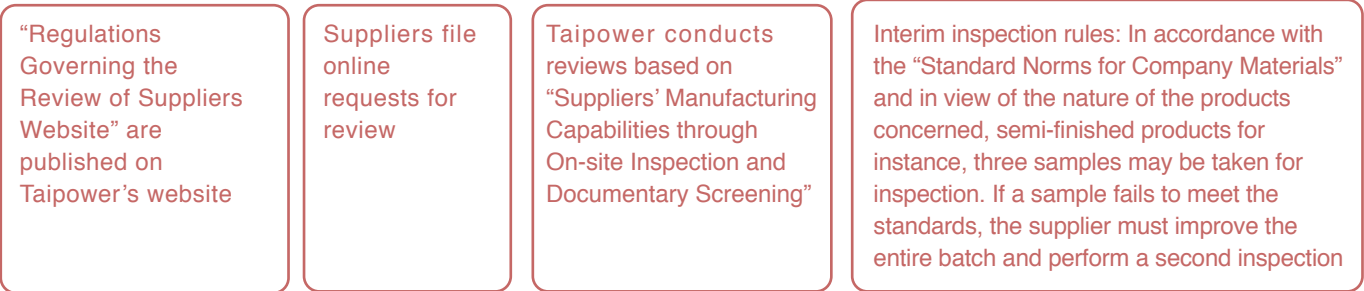 “Regulations
Governing the
Review of Suppliers
Website” are
published on
Taipower’s website
Suppliers file
online
requests for
review
Taipower conducts
reviews based on
“Suppliers’ Manufacturing
Capabilities through
On-site Inspection and
Documentary Screening”
Interim inspection rules: In accordance with
the “Standard Norms for Company Materials”
and in view of the nature of the products
concerned, semi-finished products for
instance, three samples may be taken for
inspection. If a sample fails to meet the
standards, the supplier must improve the
entire batch and perform a second inspection